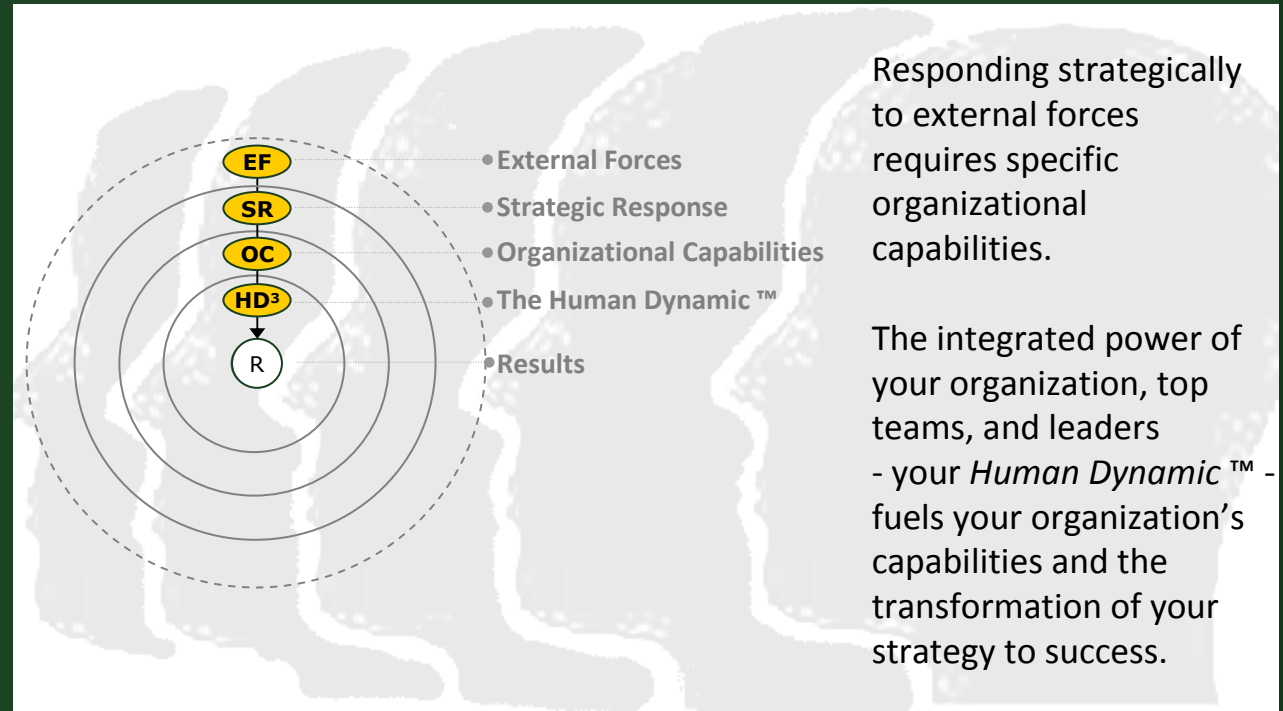 EF
External Forces
SR
Strategic Response
OC
Organizational Capabilities
HD³
The Human Dynamic ™
R
Results
Responding strategically
to external forces
requires specific
organizational
capabilities.
The integrated power of
your organization, top
teams, and leaders
- your Human Dynamic ™ -
fuels your organization’s
capabilities and the
transformation of your
strategy to success.